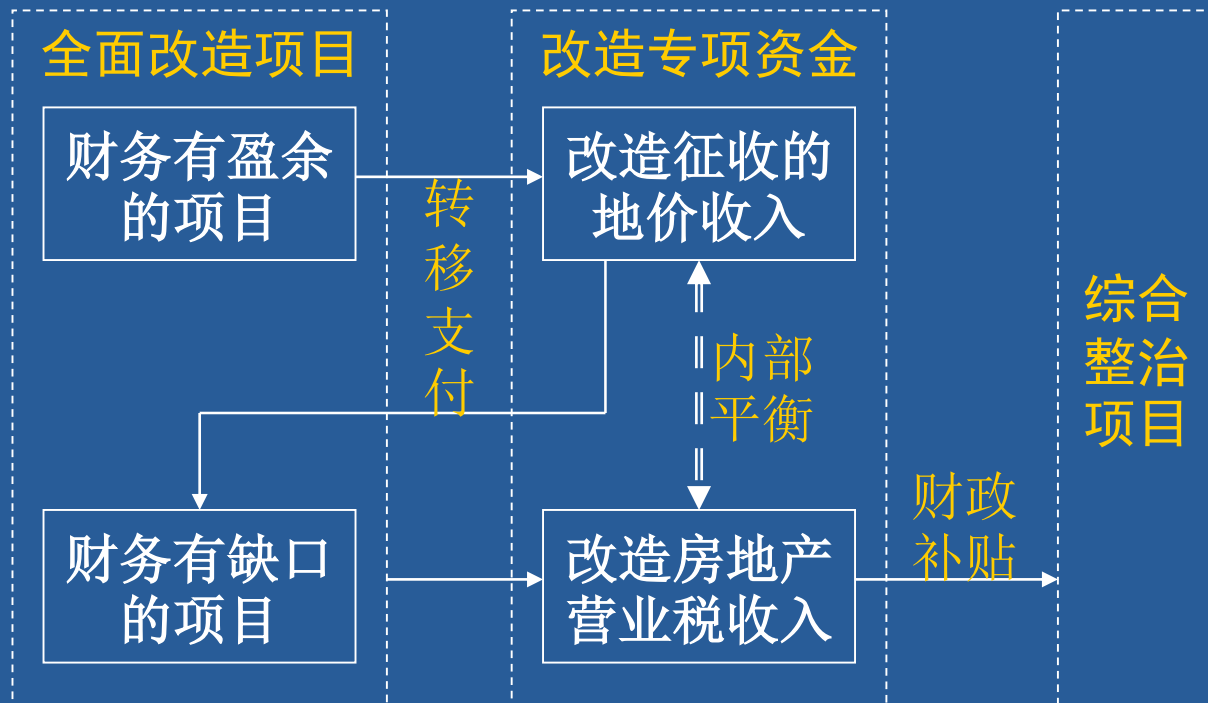 全面改造项目
财务有盈余
的项目
财务有缺口
的项目
转
移
支
付
改造专项资金
改造征收的
地价收入
内部
平衡
改造房地产
营业税收入
财政
补贴
综合
整治
项目